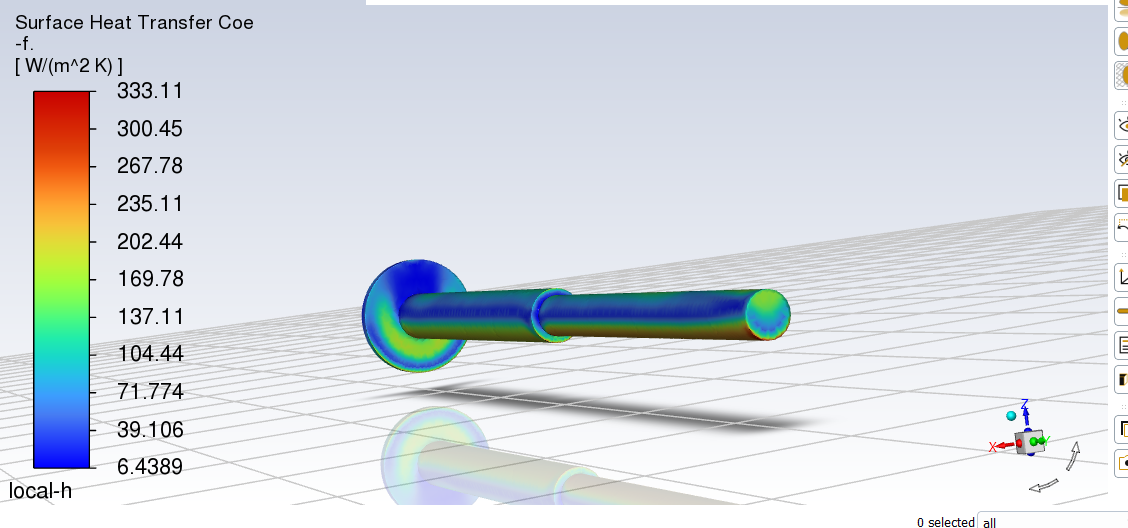 Surface Heat Transfer Coe
-f.
[ W/(m^2 K) ]
333.11
300.45
267.78
235.11
202.44
169.78
137.11
104.44
71.774
39.106
6.4389
local-h
Z
X
Y
0 selected all